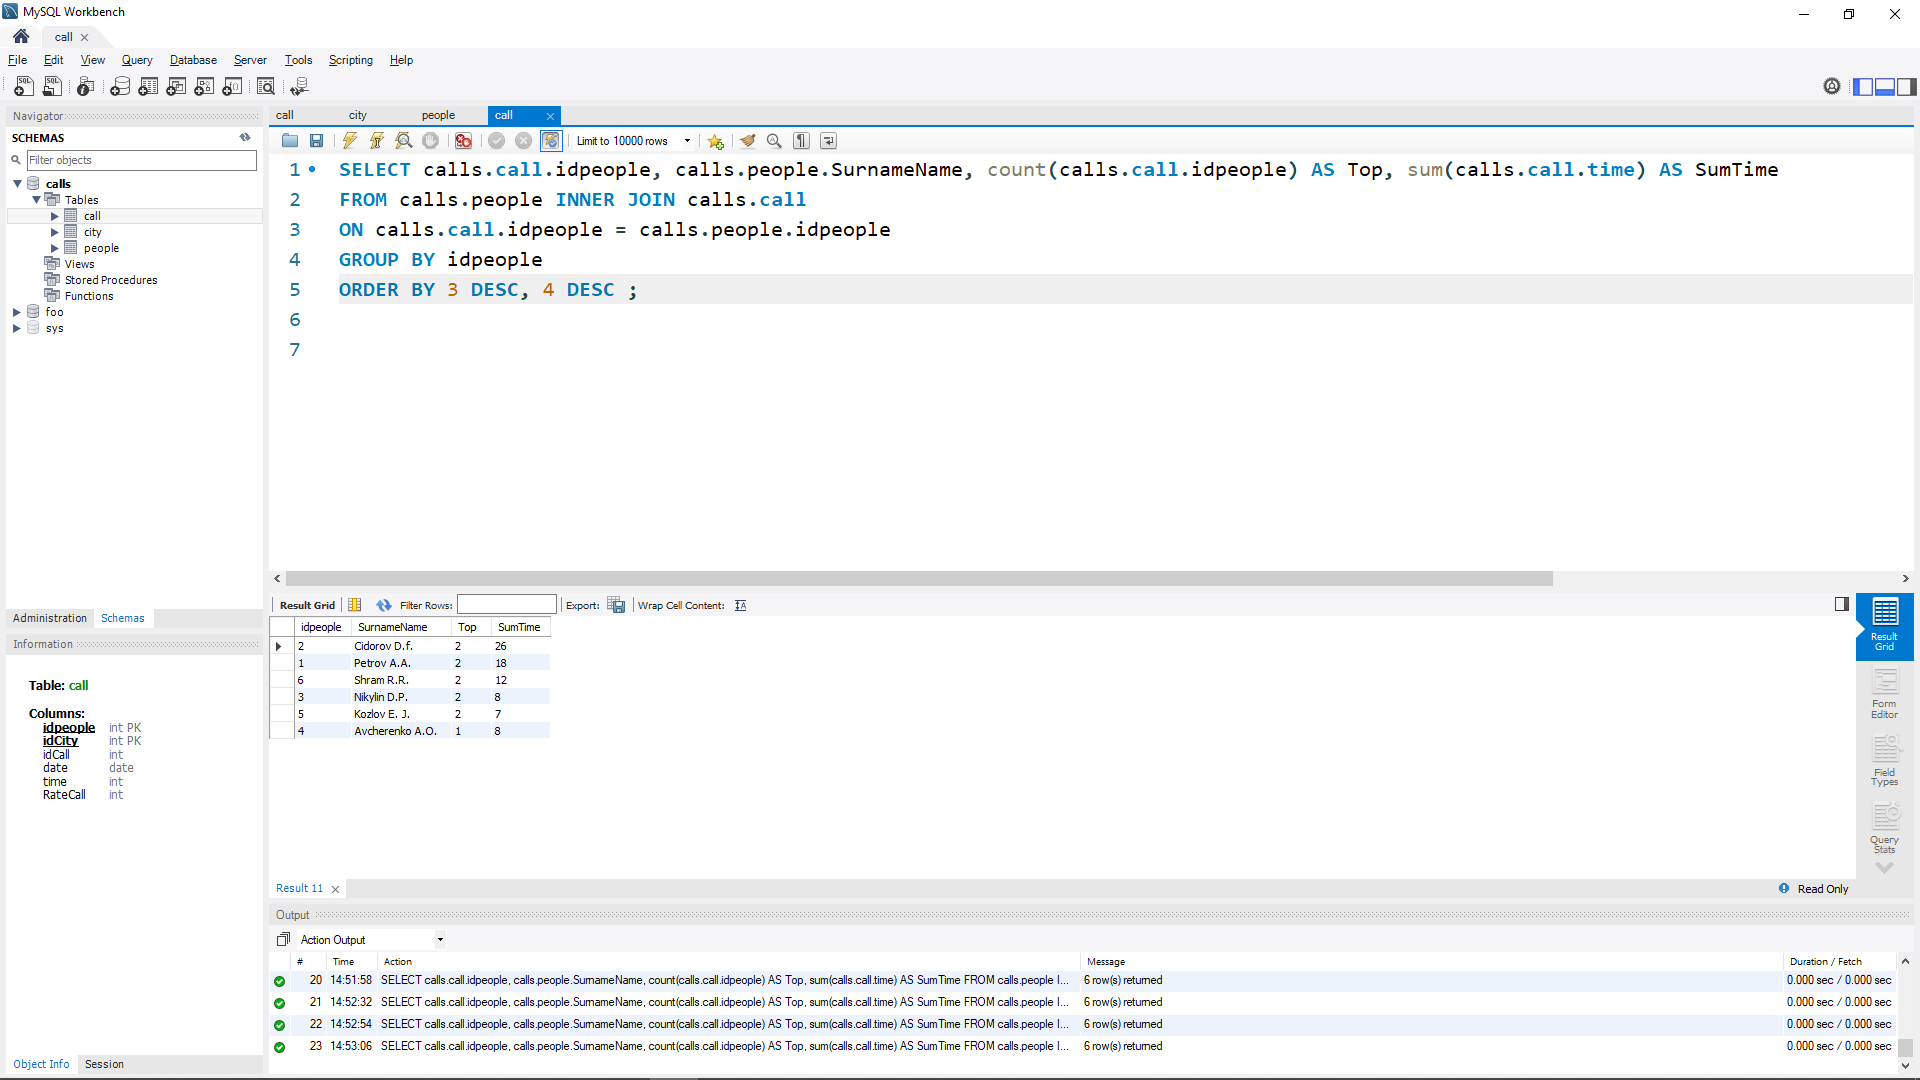 MySQL Workbench
call
File Edit View Query Database Server Tools Scripting Help
Navigator
SCHEMAS
Filter objects
calls
Tables
call
city
people
Views
Stored Procedures
Functions
foo
sys
Administration Schemas
Information
Table: call
Columns:
idpeople int PK
idCity int PK
idCall int
date date
time int
RateCall int
Object Info Session
call city people call
Limit to 10000 rows
1 SELECT calls.call.idpeople, calls.people.SurnameName, count(calls.call.idpeople) AS Top, sum(calls.call.time) AS SumTime
2 FROM calls.people INNER JOIN calls.call
3 ON calls.call.idpeople = calls.people.idpeople
4 GROUP BY idpeople
5 ORDER BY 3 DESC, 4 DESC ;
6
7
Result Grid Filter Rows: Export: Wrap Cell Content: IA
idpeople SurnameName Top SumTime
2 Cidorov D.f. 2 26
1 Petrov A.A. 2 18
6 Shram R.R. 2 12
3 Nikylin D.P. 2 8
5 Kozlov E. J. 2 7
4 Avcherenko A.O. 1 8
Result
Grid
Form
Editor
Field
Types
Query
Stats
Result 11
Read Only
Output
Action Output
# Time Action Message Duration / Fetch
20 14:51:58 SELECT calls.call.idpeople, calls.people.SurnameName, count(calls.call.idpeople) AS Top, sum(calls.call.time) AS SumTime FROM calls.people I... 6 row(s) returned 0.000 sec / 0.000 sec
21 14:52:32 SELECT calls.call.idpeople, calls.people.SurnameName, count(calls.call.idpeople) AS Top, sum(calls.call.time) AS SumTime FROM calls.people I... 6 row(s) returned 0.000 sec / 0.000 sec
22 14:52:54 SELECT calls.call.idpeople, calls.people.SurnameName, count(calls.call.idpeople) AS Top, sum(calls.call.time) AS SumTime FROM calls.people I... 6 row(s) returned 0.000 sec / 0.000 sec
23 14:53:06 SELECT calls.call.idpeople, calls.people.SurnameName, count(calls.call.idpeople) AS Top, sum(calls.call.time) AS SumTime FROM calls.people I... 6 row(s) returned 0.000 sec / 0.000 sec